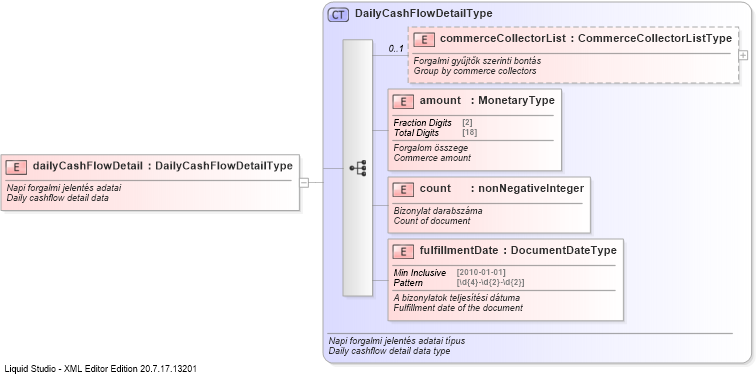 CT DailyCashFlowDetailType
0..1
E commerceCollectorList : CommerceCollectorListType
Forgalmi gyűjtők szerinti bontás
Group by commerce collectors
E amount : MonetaryType
Fraction Digits [2]
Total Digits [18]
Forgalom összege
Commerce amount
E dailyCashFlowDetail : DailyCashFlowDetailType
Napi forgalmi jelentés adatai
Daily cashflow detail data
E count : nonNegativeInteger
Bizonylat darabszáma
Count of document
E fulfillmentDate : DocumentDateType
Min Inclusive [2010-01-01]
Pattern [\d{4}-\d{2}-\d{2}]
A bizonylatok teljesítési dátuma
Fulfillment date of the document
Napi forgalmi jelentés adatai típus
Daily cashflow detail data type
Liquid Studio - XML Editor Edition 20.7.17.13201